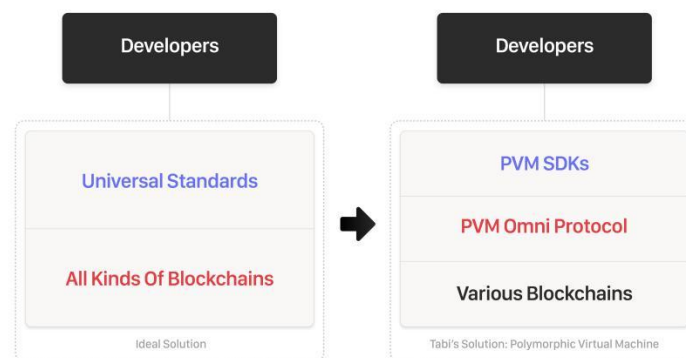 Developers
Universal Standards
All Kinds Of Blockchains
Ideal Solution
Developers
PVM SDKs
PVM Omni Protocol
Various Blockchains
Tabi's Solution: Polymorphic Virtual Machine